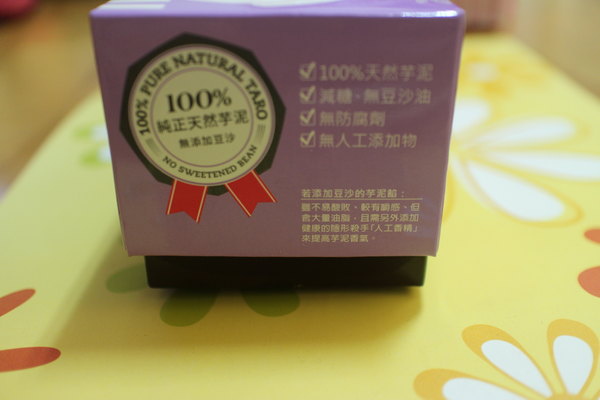 100% PURE NATURAL TARO
100%
純正天然芋泥
無添加豆沙
NO SWEETENED BEAN
100%天然芋泥
減糖、無豆沙油
無防腐劑
無人工添加物
若添加豆沙的芋泥餡：
雖不易酸敗、較有綿感、但
會大量油脂，且需另外添加
健康的隱形殺手「人工香精」
來提高芋泥香氣。